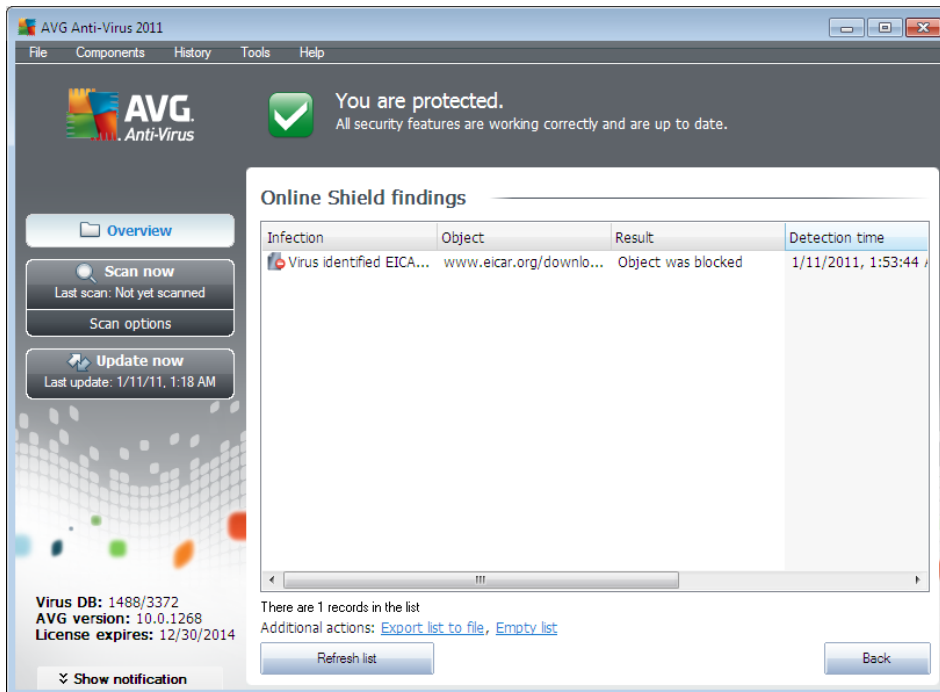 AVG Anti-Virus 2011
File Components History Tools Help
AVG.
Anti-Virus
You are protected.
All security features are working correctly and are up to date.
Overview
Scan now
Last scan: Not yet scanned
Scan options
Update now
Last update: 1/11/11, 1:18 AM
Virus DB: 1488/3372
AVG version: 10.0.1268
License expires: 12/30/2014
Show notification
Online Shield findings
Infection Object Result Detection time
Virus identified EICA... www.eicar.org/downlo... Object was blocked 1/11/2011, 1:53:44
There are 1 records in the list
Additional actions: Export list to file, Empty list
Refresh list
Back